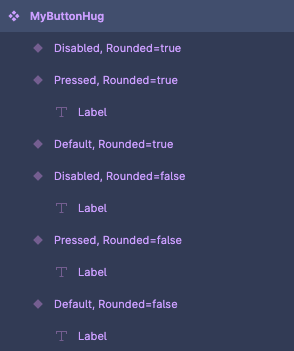 MyButtonHug
Disabled, Rounded=true
Pressed, Rounded=true
Label
Default, Rounded=true
Disabled, Rounded=false
Label
Pressed, Rounded=false
Label
Default, Rounded=false
Label